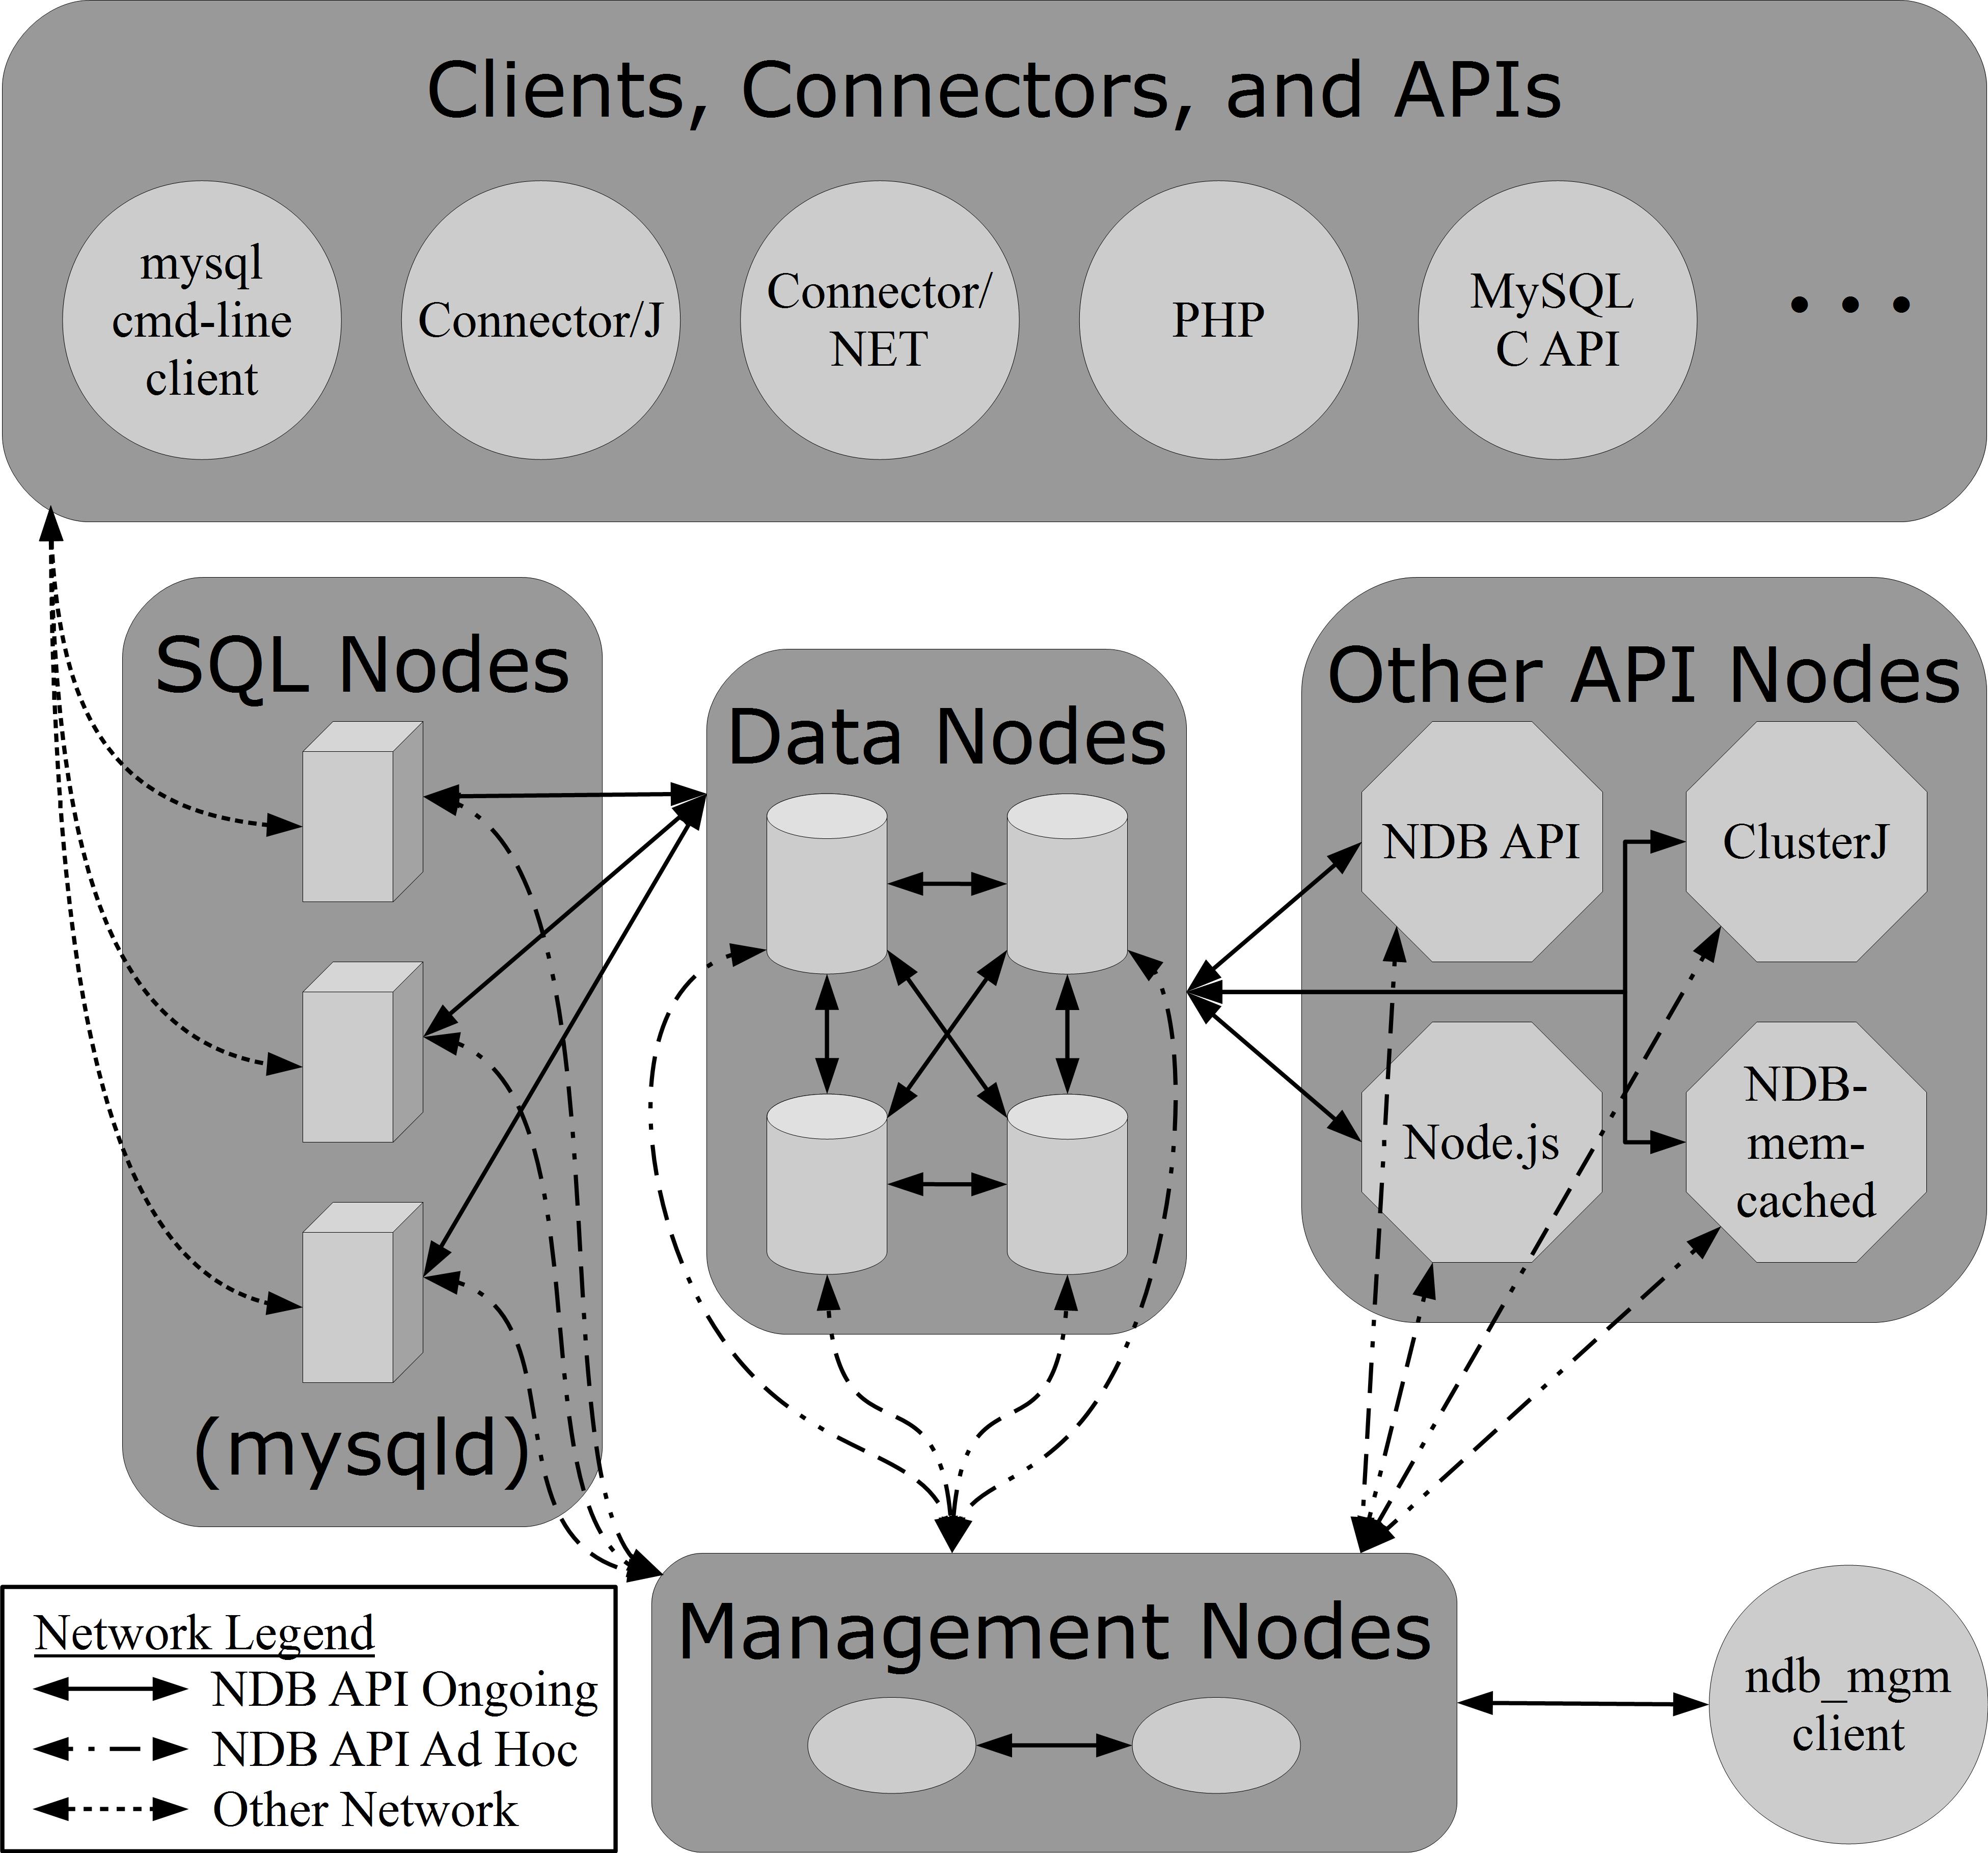 Clients, Connectors, and APIs
mysql
cmd-line
client
Connector/J
Connector/
NET
PHP
MySQL
C API
• • •
SQL Nodes
(mysqld)
Data Nodes
Other API Nodes
NDB API
ClusterJ
Node.js
NDB-
mem-
cached
Management Nodes
ndb_mgm
client
Network Legend
NDB API Ongoing
NDB API Ad Hoc
Other Network